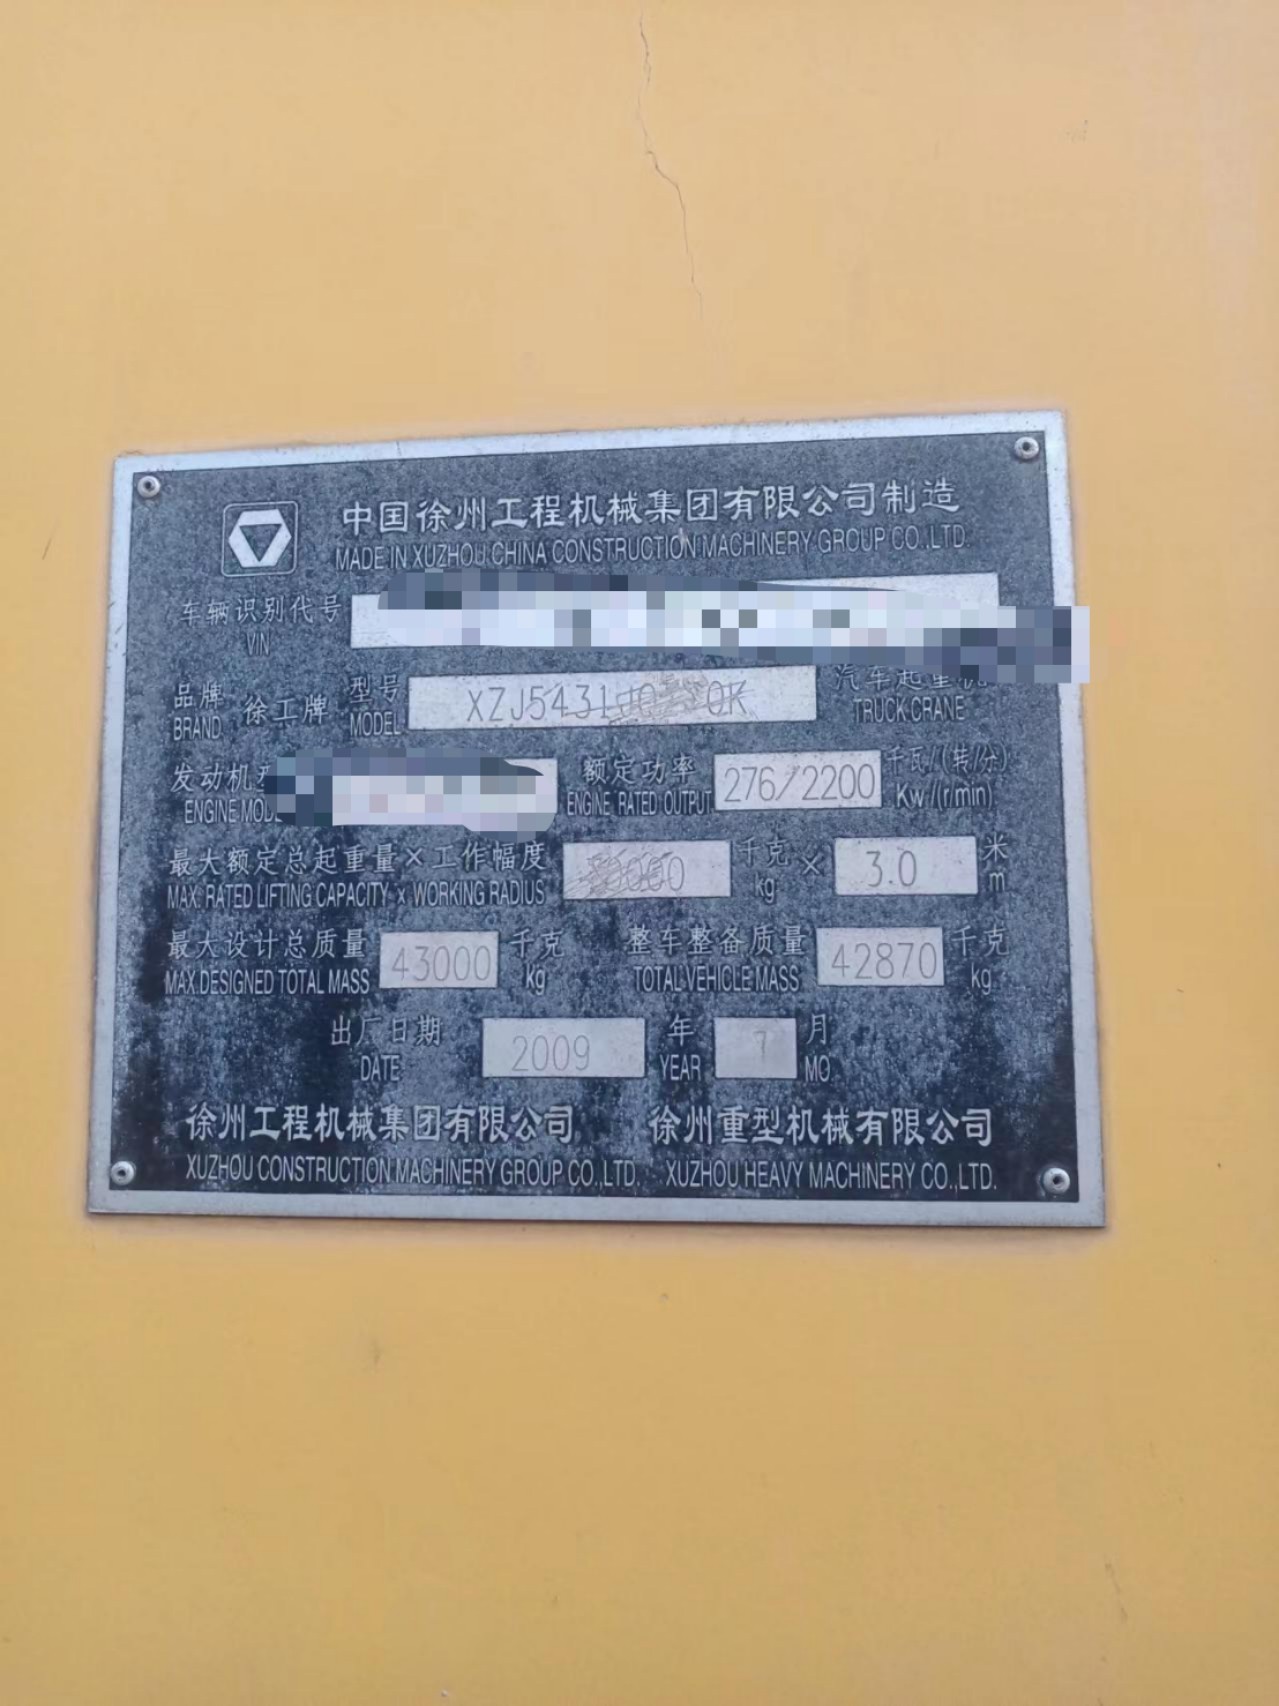 中国徐州工程机械集团有限公司制造
MADE IN XUZHOU CHINA CONSTRUCTION MACHINERY GROUP CO.,LTD.
车辆识别代号
VIN
品牌 徐工牌 型号 XZJ5431 汽车起重机
BRAND MODEL TRUCK CRANE
发动机型 额定功率 276/2200 千瓦/(转/分)
ENGINE ENGINE RATED OUTPUT Kw/(r/min)
最大额定总起重量×工作幅度 千克 × 3.0 米
MAX. RATED LIFTING CAPACITY × WORKING RADIUS kg m
最大设计总质量 43000 千克 整车整备质量 42870 千克
MAX.DESIGNED TOTAL MASS kg TOTAL VEHICLE MASS kg
出厂日期 2009 年 7 月
DATE YEAR MO.
徐州工程机械集团有限公司 徐州重型机械有限公司
XUZHOU CONSTRUCTION MACHINERY GROUP CO.,LTD. XUZHOU HEAVY MACHINERY CO.,LTD.